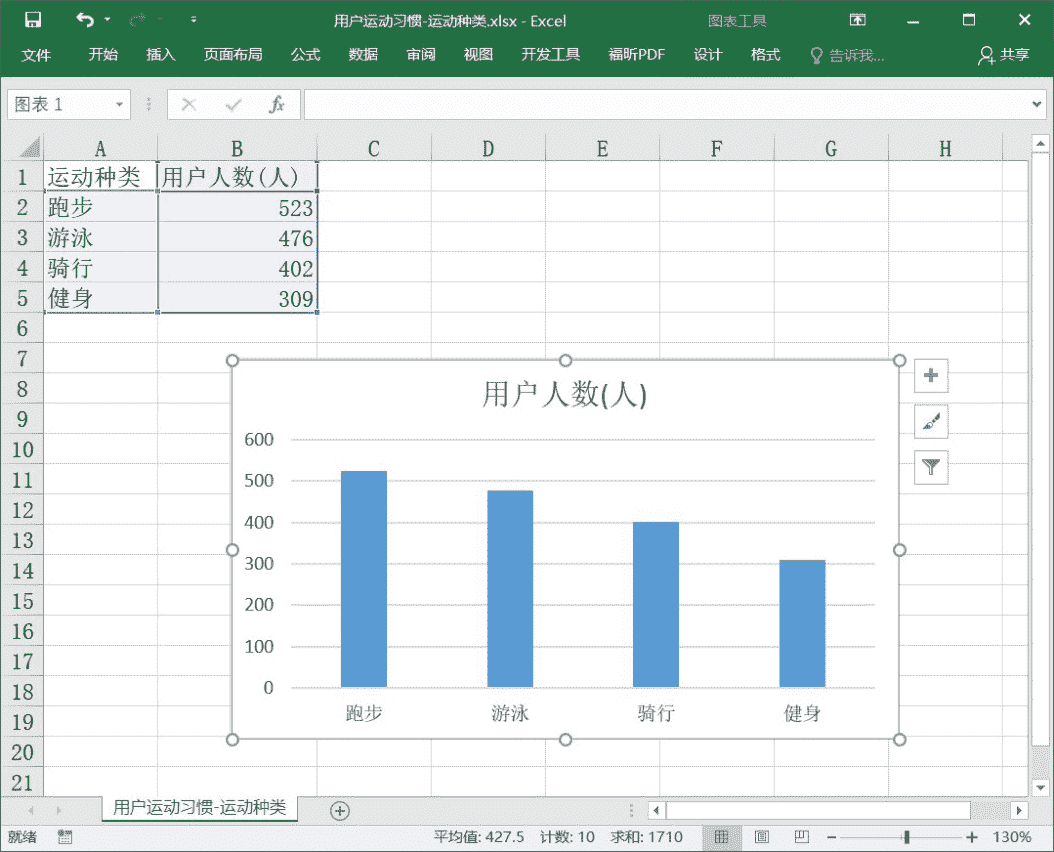 用户运动习惯-运动种类.xlsx - Excel 图表工具
文件 开始 插入 页面布局 公式 数据 审阅 视图 开发工具 福昕PDF 设计 格式 告诉我... 共享
图表 1 fx
A B C D E F G H
1 运动种类 用户人数(人)
2 跑步 523
3 游泳 476
4 骑行 402
5 健身 309
6
7
8
9
10
11
12
13
14
15
16
17
18
19
20
21
用户人数(人)
600
500
400
300
200
100
0
跑步 游泳 骑行 健身
用户运动习惯-运动种类
就绪 平均值: 427.5 计数: 10 求和: 1710 130%